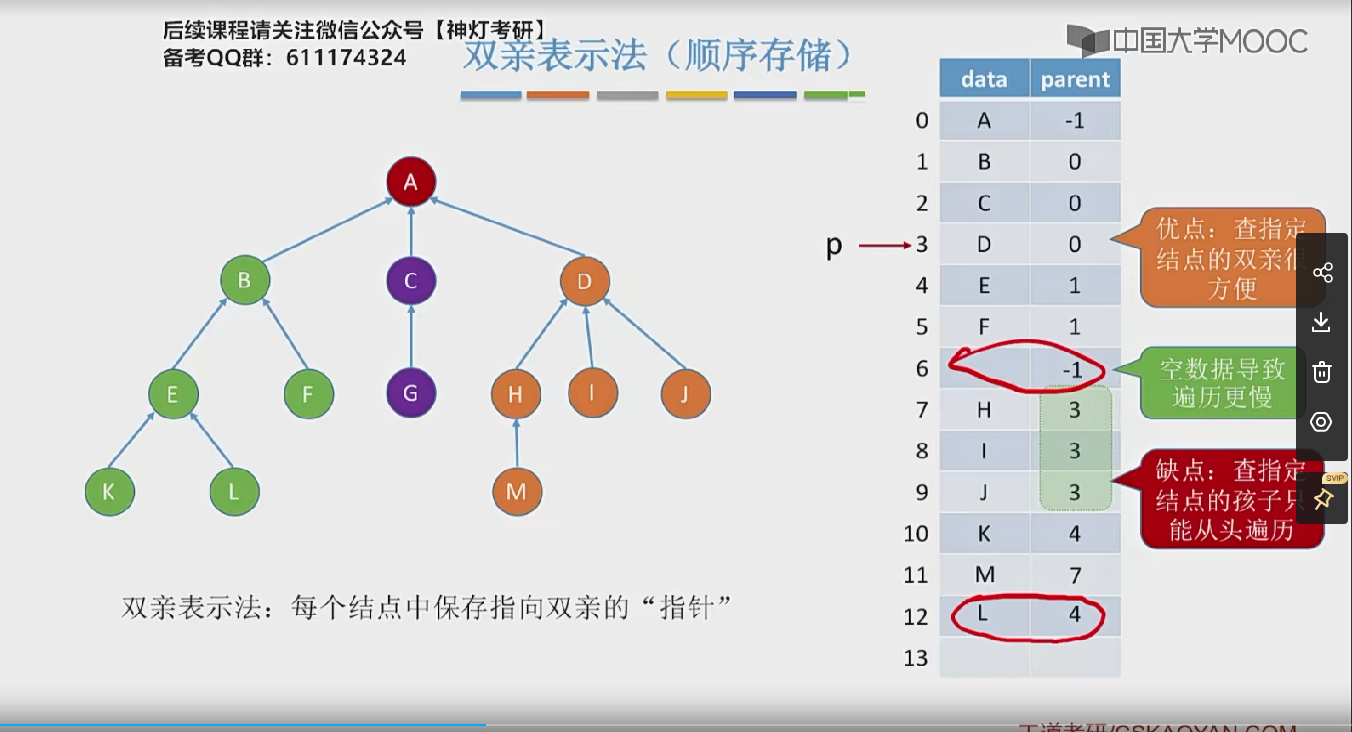 后续课程请关注微信公众号【神灯考研】
备考QQ群：611174324
双亲表示法（顺序存储）
中国大学MOOC
data parent
0 A -1
1 B 0
2 C 0
p 3 D 0
4 E 1
5 F 1
6 -1
7 H 3
8 I 3
9 J 3
10 K 4
11 M 7
12 L 4
13
A
B C D
E F G H I J
K L M
优点：查指定
结点的双亲很
方便
空数据导致
遍历更慢
缺点：查指定
结点的孩子只
能从头遍历
SVIP
双亲表示法：每个结点中保存指向双亲的“指针”
王道考研/CSKAOYAN.COM